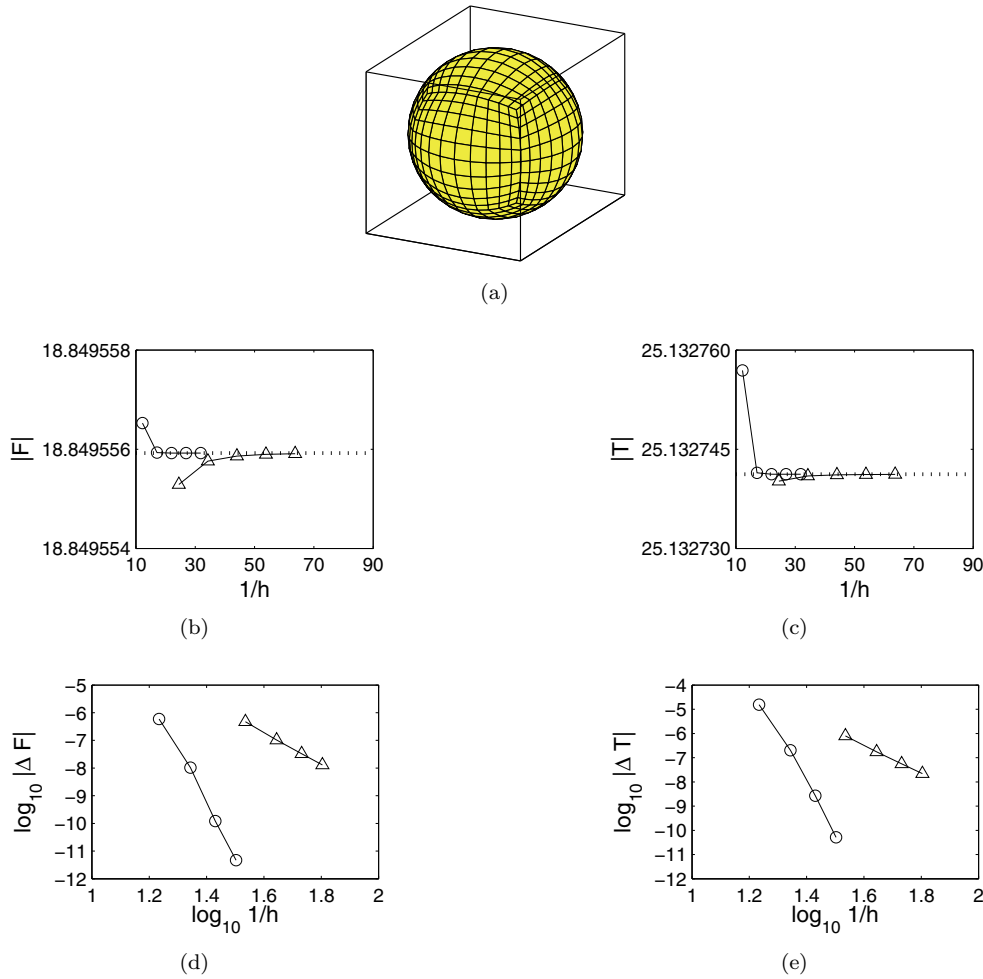 (a)
18.849558
18.849556
18.849554
|F|
10 30 50 70 90
1/h
(b)
25.132760
25.132745
25.132730
|T|
10 30 50 70 90
1/h
(c)
−5
−6
−7
−8
−9
−10
−11
−12
log10 |Δ F|
1 1.2 1.4 1.6 1.8 2
log10 1/h
(d)
−4
−5
−6
−7
−8
−9
−10
−11
−12
log10 |Δ T|
1 1.2 1.4 1.6 1.8 2
log10 1/h
(e)